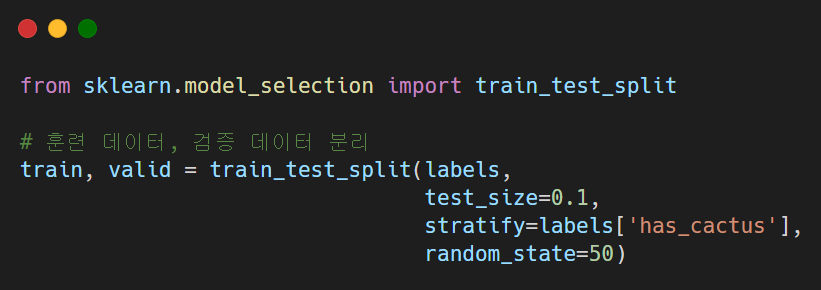 from sklearn.model_selection import train_test_split
# 훈련 데이터, 검증 데이터 분리
train, valid = train_test_split(labels,
test_size=0.1,
stratify=labels['has_cactus'],
random_state=50)